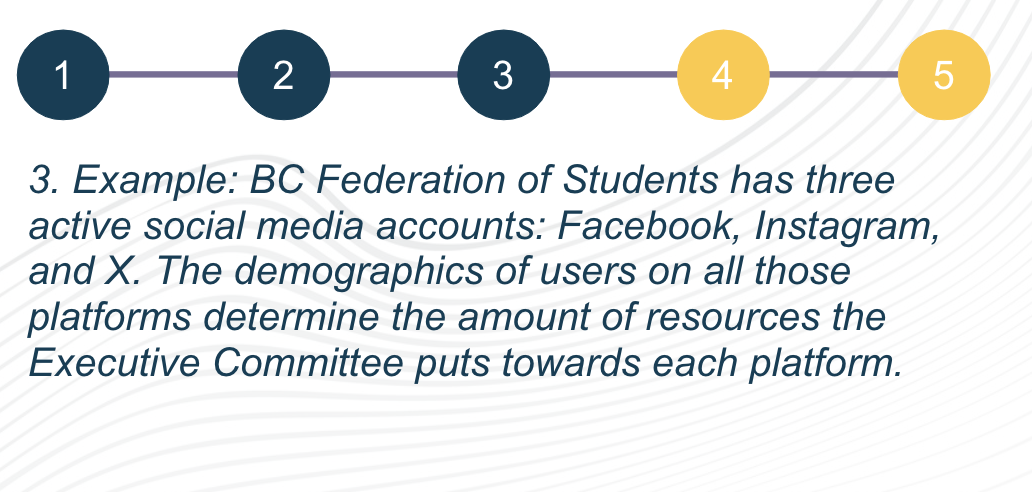 1 2 3 4 5
3. Example: BC Federation of Students has three
active social media accounts: Facebook, Instagram,
and X. The demographics of users on all those
platforms determine the amount of resources the
Executive Committee puts towards each platform.